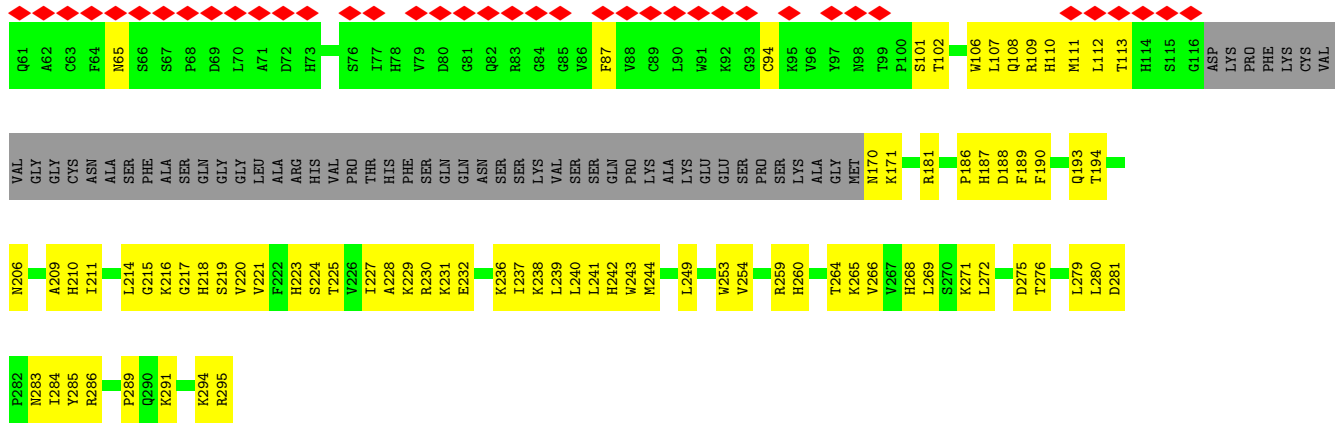 Q61 A62 C63 F64 N65 S66 S67 P68 D69 L70 A71 D72 H73 S76 I77 H78 V79 D80 G81 Q82 R83 G84 G85 V86 F87 V88 C89 L90 W91 K92 G93 C94 K95 V96 Y97 N98 T99 P100 S101 T102 W106 L107 Q108 R109 H110 M111 L112 T113 H114 S115 G116 ASP LYS PRO PHE LYS CYS VAL
VAL GLY GLY CYS ASN ALA SER PHE ALA SER GLN GLY GLY LEU ALA ARG HIS VAL PRO THR HIS PHE SER GLN GLN ASN SER SER LYS VAL SER SER GLN PRO LYS ALA LYS GLU GLU SER PRO SER LYS ALA GLY MET N170 K171 R181 P186 H187 D188 F189 F190 Q193 T194
N206 A209 H210 I211 L214 G215 K216 G217 H218 S219 V220 V221 F222 H223 S224 T225 V226 I227 A228 K229 R230 K231 E232 K236 I237 K238 L239 L240 L241 H242 W243 M244 L249 W253 V254 R259 H260 T264 K265 V266 V267 H268 L269 S270 K271 L272 D275 T276 L279 L280 D281
P282 N283 I284 Y285 R286 P289 Q290 K291 K294 R295